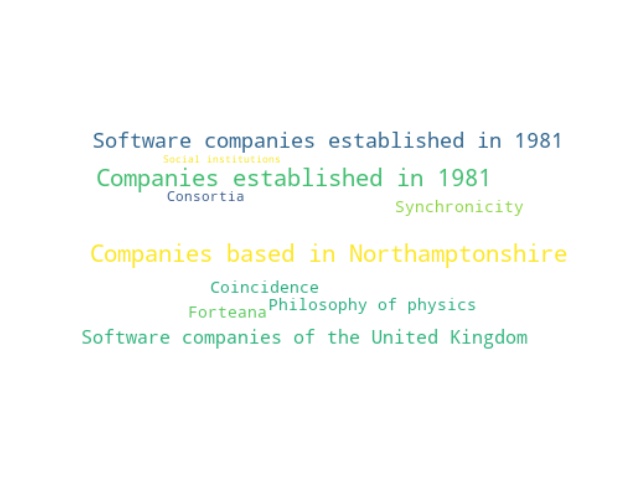 Software companies established in 1981
Social institutions
Companies established in 1981
Consortia
Synchronicity
Companies based in Northamptonshire
Coincidence
Philosophy of physics
Forteana
Software companies of the United Kingdom